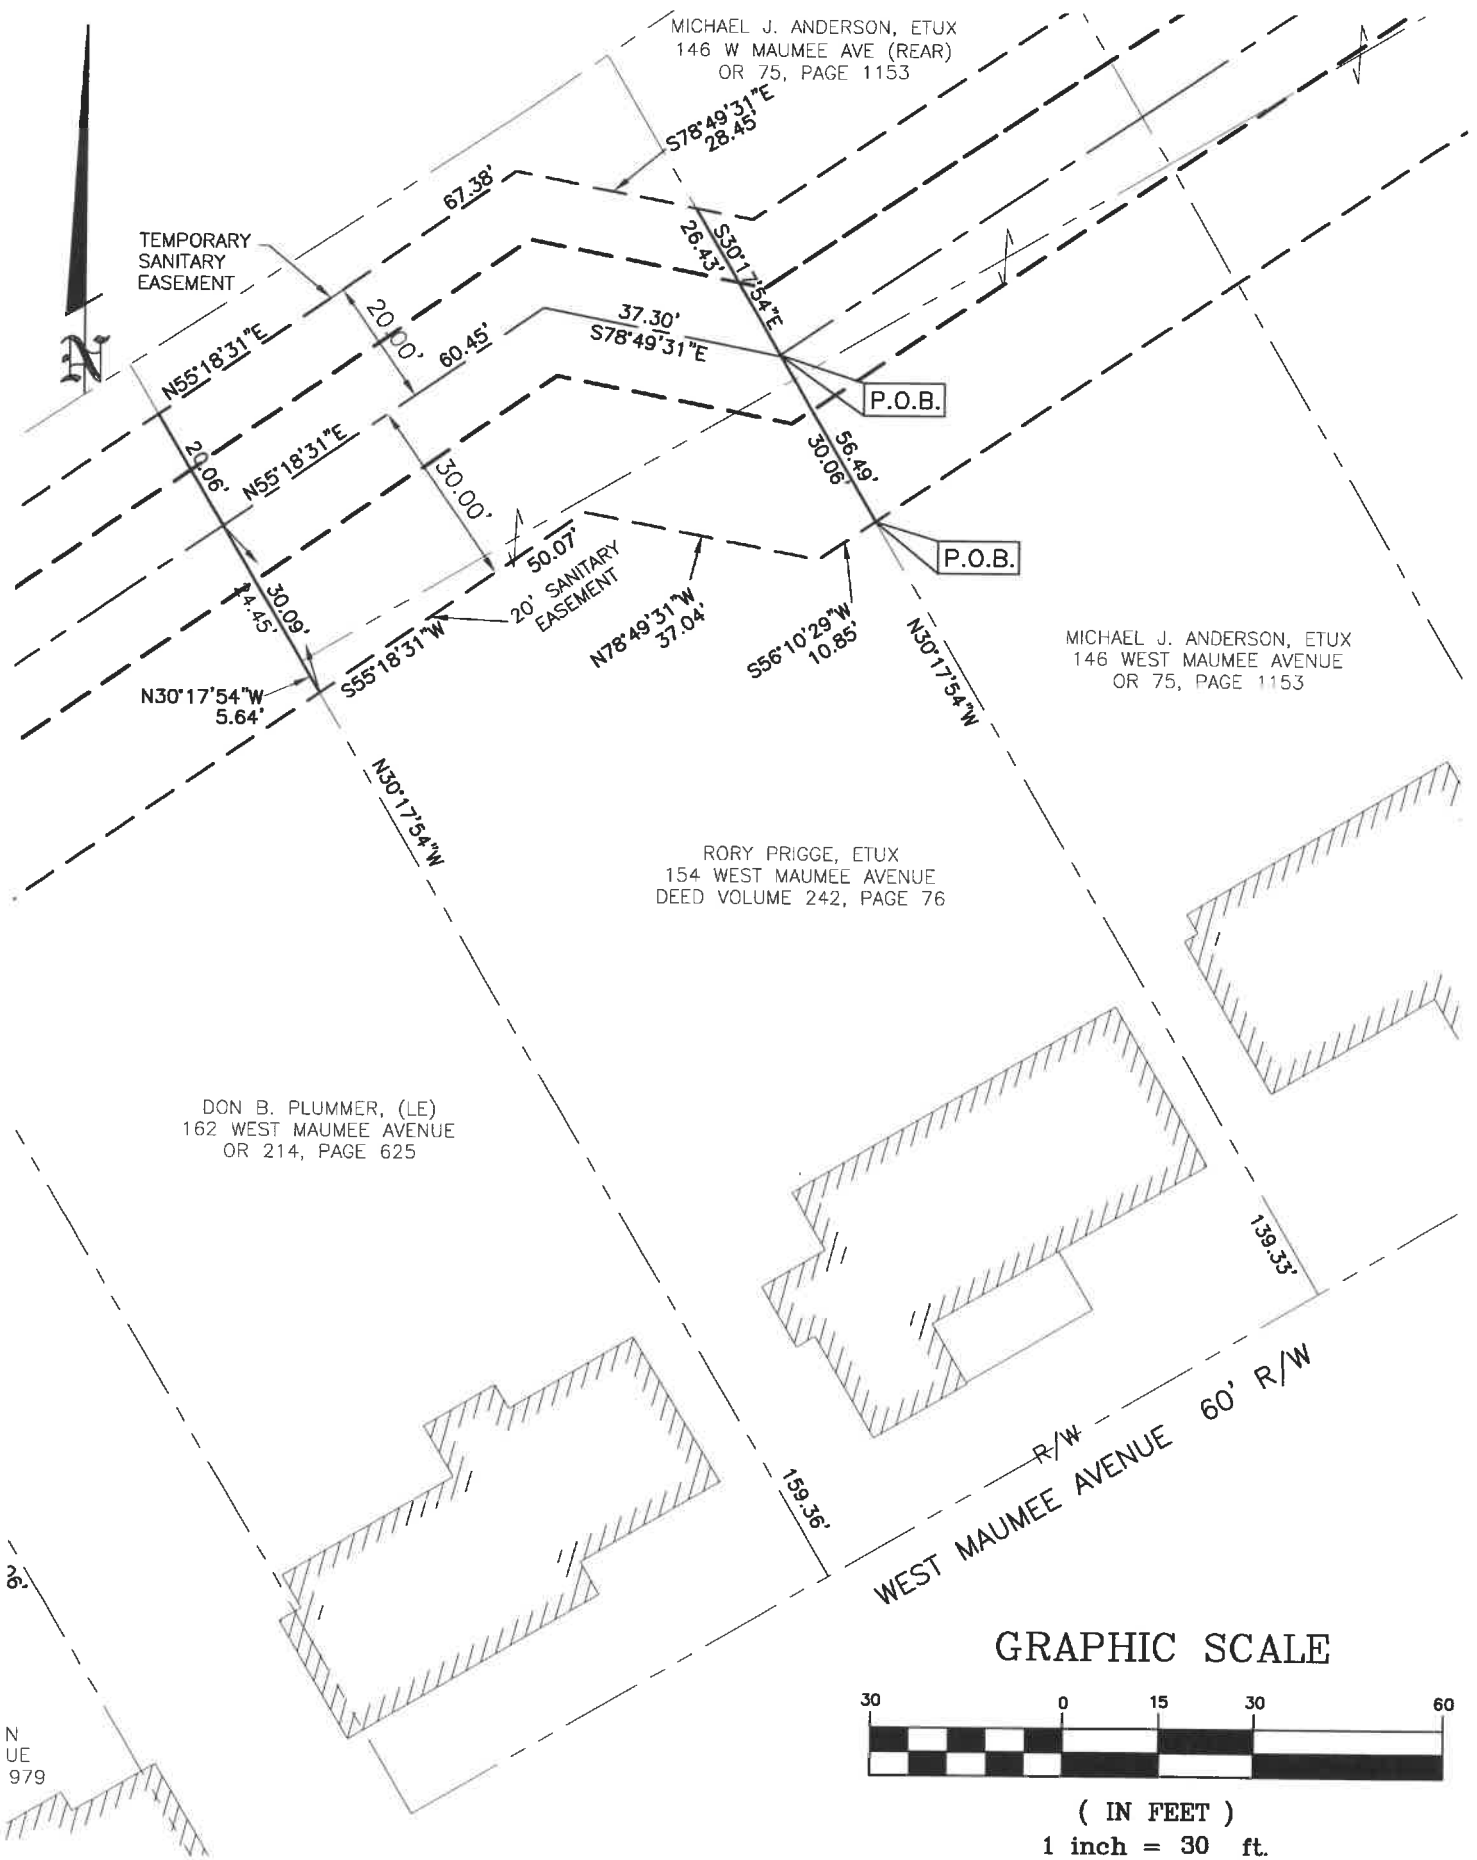 MICHAEL J. ANDERSON, ETUX
146 W MAUMEE AVE (REAR)
OR 75, PAGE 1153
S78°49'31"E
28.45'
67.38'
TEMPORARY
SANITARY
EASEMENT
S30°17'54"E
26.43'
20.00'
37.30'
S78°49'31"E
60.45'
N55°18'31"E
P.O.B.
N
20.06'
N55°18'31"E
30.00'
56.49'
30.06'
50.07'
20' SANITARY
EASEMENT
P.O.B.
30.09'
S55°18'31"W
N78°49'31"W
37.04'
S56°10'29"W
10.85'
N30°17'54"W
N30°17'54"W
5.64'
MICHAEL J. ANDERSON, ETUX
146 WEST MAUMEE AVENUE
OR 75, PAGE 1153
N30°17'54"W
RORY PRIGGE, ETUX
154 WEST MAUMEE AVENUE
DEED VOLUME 242, PAGE 76
DON B. PLUMMER, (LE)
162 WEST MAUMEE AVENUE
OR 214, PAGE 625
139.33'
159.36'
R/W
WEST MAUMEE AVENUE 60' R/W
N
UE
979
GRAPHIC SCALE
30 0 15 30 60
( IN FEET )
1 inch = 30 ft.